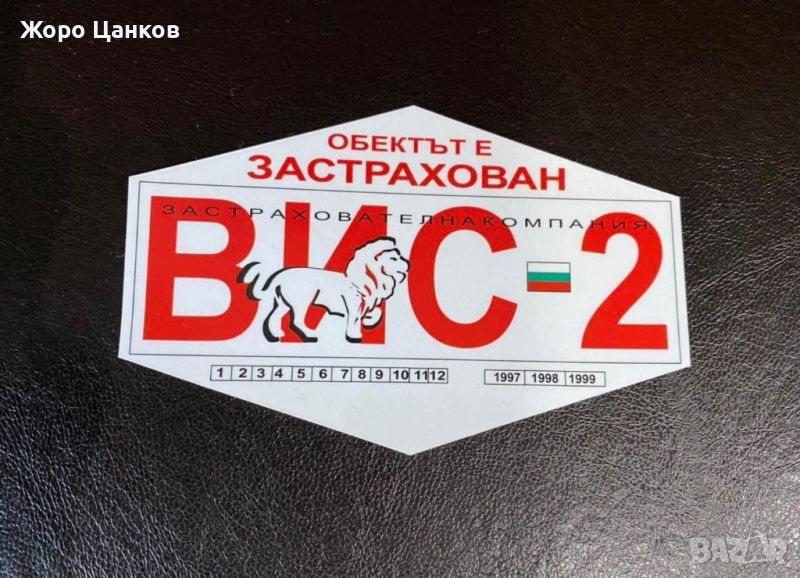 Жоро Цанков
ОБЕКТЪТ Е
ЗАСТРАХОВАН
ЗАСТРАХОВАТЕЛНАКОМПАНИЯ
ВИС-2
1 2 3 4 5 6 7 8 9 10 11 12
1997 1998 1999
bazar